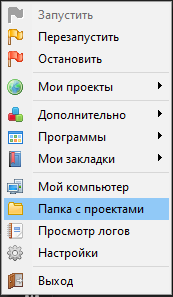 Запустить
Перезапустить
Остановить
Мои проекты
Дополнительно
Программы
Мои закладки
Мой компьютер
Папка с проектами
Просмотр логов
Настройки
Выход